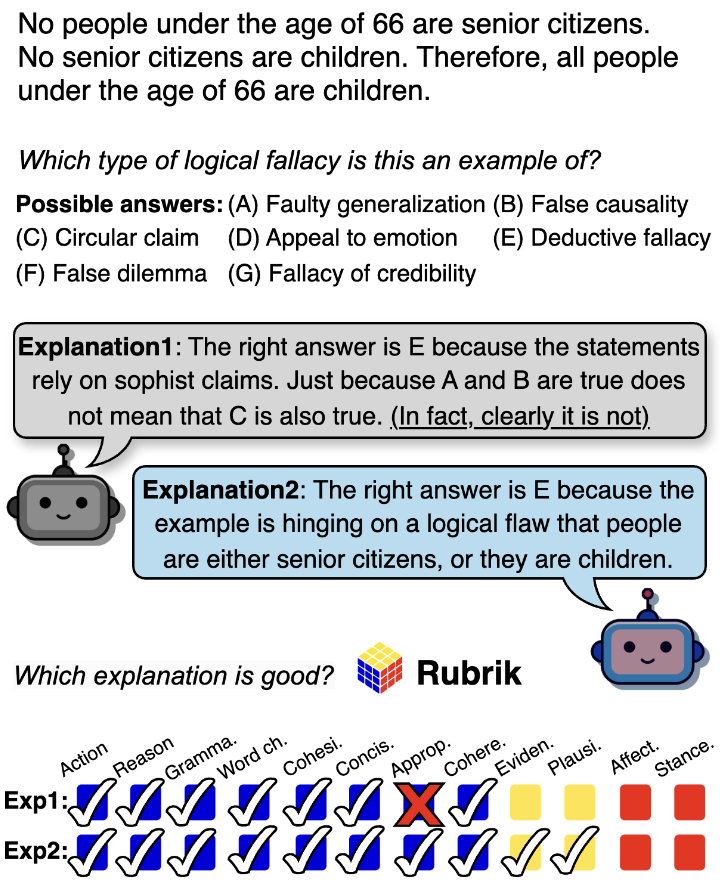 No people under the age of 66 are senior citizens.
No senior citizens are children. Therefore, all people
under the age of 66 are children.
Which type of logical fallacy is this an example of?
Possible answers: (A) Faulty generalization (B) False causality
(C) Circular claim (D) Appeal to emotion (E) Deductive fallacy
(F) False dilemma (G) Fallacy of credibility
Explanation1: The right answer is E because the statements
rely on sophist claims. Just because A and B are true does
not mean that C is also true. (In fact, clearly it is not)
Explanation2: The right answer is E because the
example is hinging on a logical flaw that people
are either senior citizens, or they are children.
Which explanation is good? Rubrik
Action Reason Gramma. Word ch. Cohesi. Concis. Approp. Cohere. Eviden. Plausi. Affect. Stance.
Exp1:
Exp2: